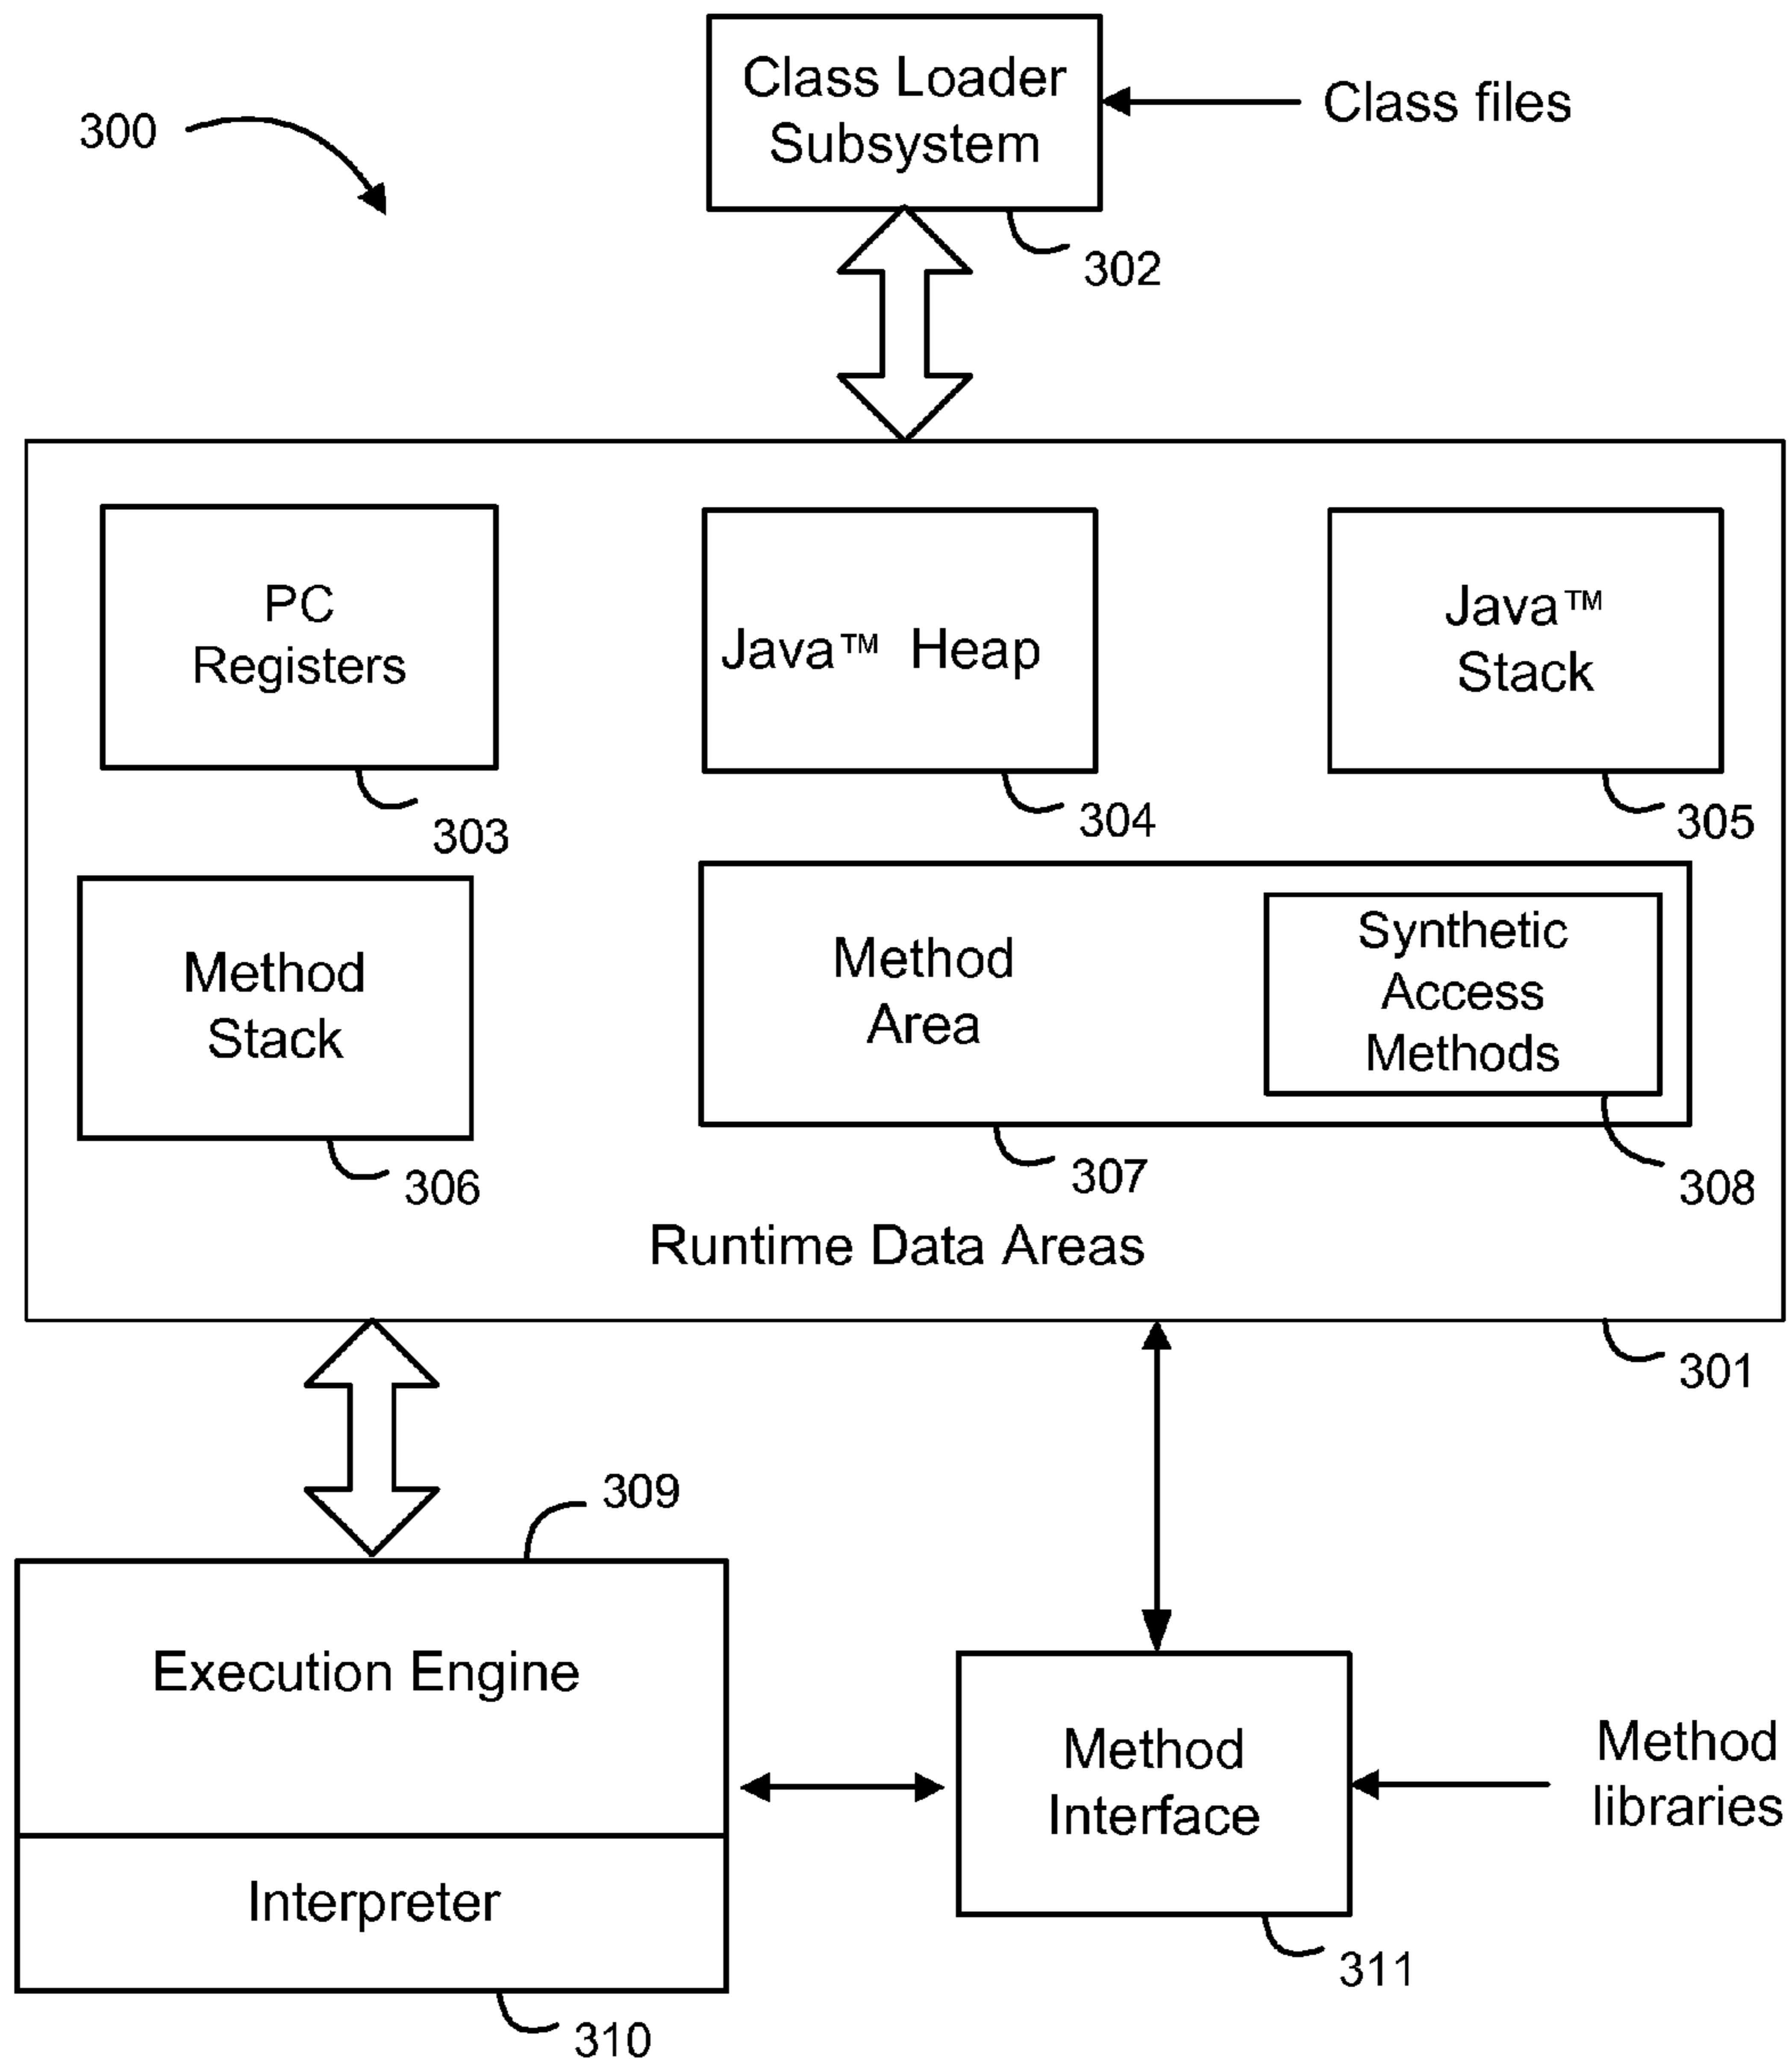 Class Loader
Subsystem
Class files
300
302
PC
Registers
303
Java™ Heap
304
Java™
Stack
305
Method
Stack
306
Method
Area
307
Synthetic
Access
Methods
308
Runtime Data Areas
301
309
Execution Engine
Interpreter
310
Method
Interface
311
Method
libraries